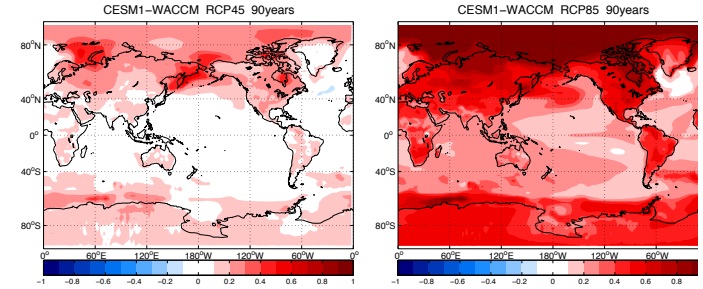 CESM1−WACCM RCP45 90years
80°N
40°N
0°
40°S
80°S
0° 60°E 120°E 180°W 120°W 60°W 0°
−1 −0.8 −0.6 −0.4 −0.2 0 0.2 0.4 0.6 0.8 1
CESM1−WACCM RCP85 90years
80°N
40°N
0°
40°S
80°S
0° 60°E 120°E 180°W 120°W 60°W
−1 −0.8 −0.6 −0.4 −0.2 0 0.2 0.4 0.6 0.8